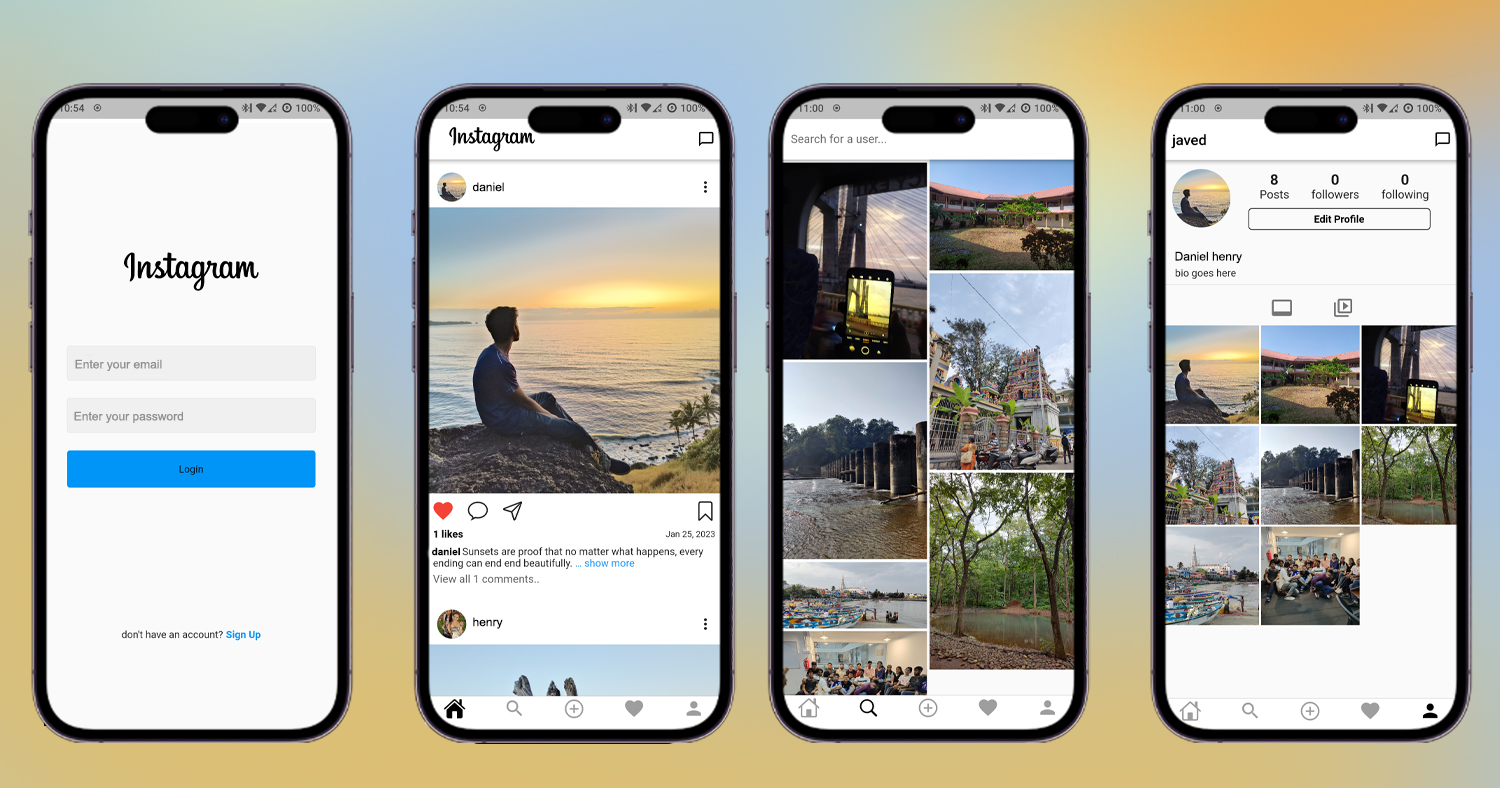 10:54
100%
Instagram
Enter your email
Enter your password
Login
don't have an account? Sign Up
10:54
100%
Instagram
daniel
1 likes
Jan 25, 2023
daniel Sunsets are proof that no matter what happens, every
ending can end end beautifully. ... show more
View all 1 comments..
henry
11:00
100%
Search for a user...
11:00
100%
javed
8
0
0
Posts
followers
following
Edit Profile
Daniel henry
bio goes here